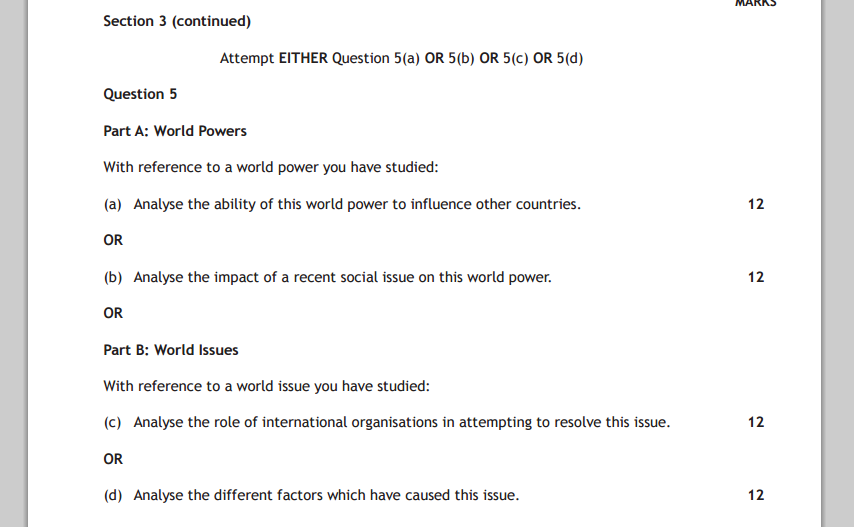 MARKS
Section 3 (continued)
Attempt EITHER Question 5(a) OR 5(b) OR 5(c) OR 5(d)
Question 5
Part A: World Powers
With reference to a world power you have studied:
(a) Analyse the ability of this world power to influence other countries. 12
OR
(b) Analyse the impact of a recent social issue on this world power. 12
OR
Part B: World Issues
With reference to a world issue you have studied:
(c) Analyse the role of international organisations in attempting to resolve this issue. 12
OR
(d) Analyse the different factors which have caused this issue. 12